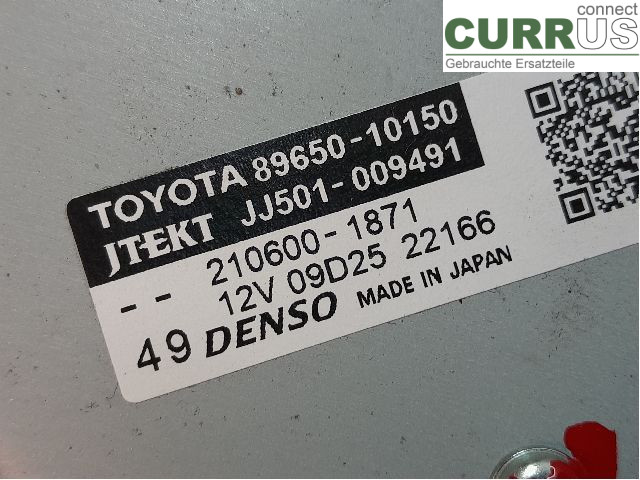 connect
CURRUS
Gebrauchte Ersatzteile
TOYOTA 89650-10150
JTEKT JJ501-009491
-- 210600-1871
12V 09D25 22166
49 DENSO MADE IN JAPAN